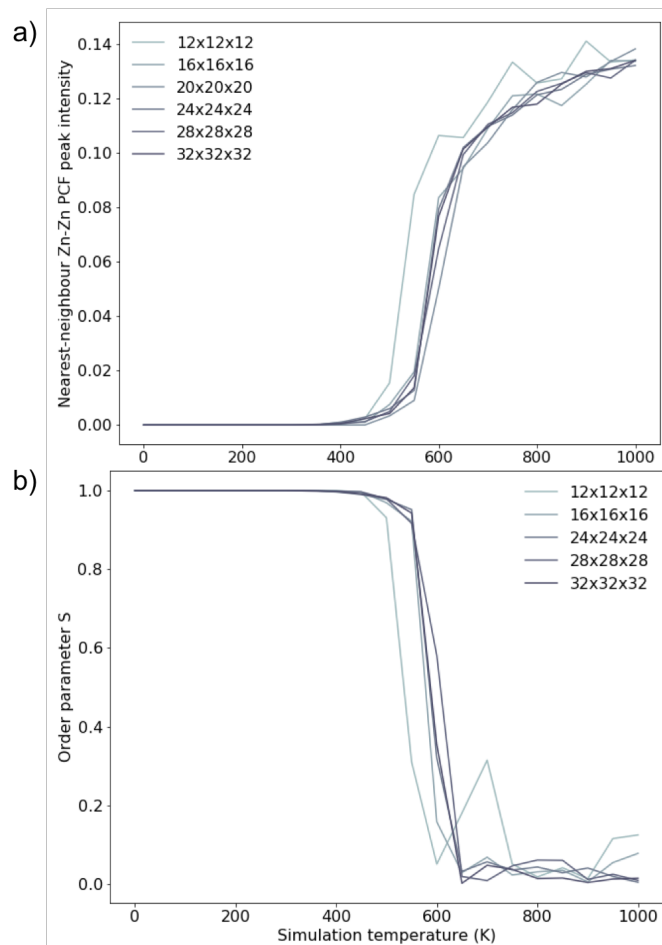 a)
Nearest-neighbour Zn-Zn PCF peak intensity
0.14
0.12
0.10
0.08
0.06
0.04
0.02
0.00
12x12x12
16x16x16
20x20x20
24x24x24
28x28x28
32x32x32
0 200 400 600 800 1000
b)
Order parameter S
1.0
0.8
0.6
0.4
0.2
0.0
12x12x12
16x16x16
24x24x24
28x28x28
32x32x32
0 200 400 600 800 1000
Simulation temperature (K)